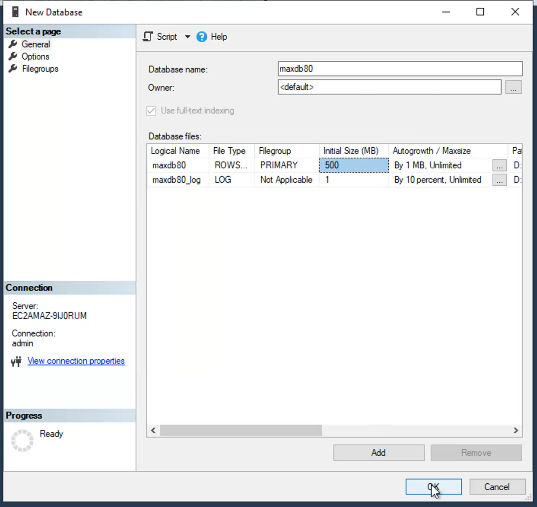 New Database
Select a page
General
Options
Filegroups
Script
Help
Database name:
maxdb80
Owner:
<default>
...
Use full-text indexing
Database files:
Logical Name File Type Filegroup Initial Size (MB) Autogrowth / Maxsize Pa
maxdb80 ROWS... PRIMARY 500 By 1 MB, Unlimited ... D:
maxdb80_log LOG Not Applicable 1 By 10 percent, Unlimited ... D:
Connection
Server:
EC2AMAZ-9IJ0RUM
Connection:
admin
View connection properties
Progress
Ready
Add
Remove
OK
Cancel